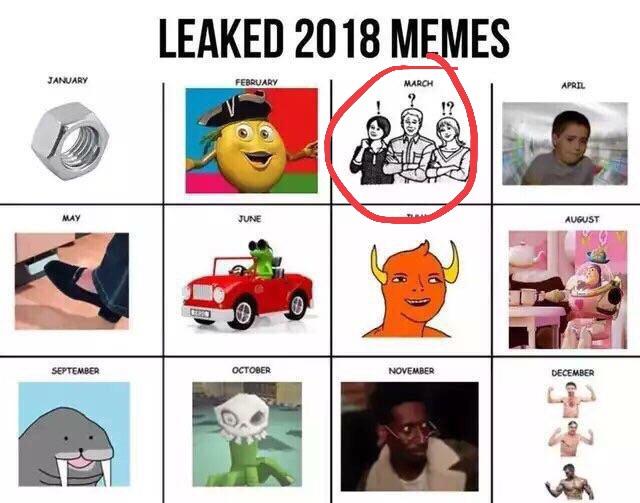 LEAKED 2018 MEMES
JANUARY
FEBRUARY
MARCH
APRIL
! ? !?
MAY
JUNE
AUGUST
SEPTEMBER
OCTOBER
NOVEMBER
DECEMBER